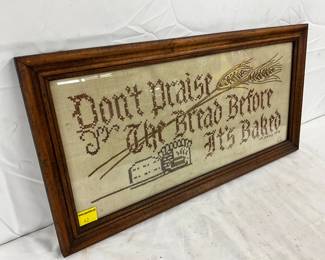 Don't Praise
The Bread Before
It's Baked